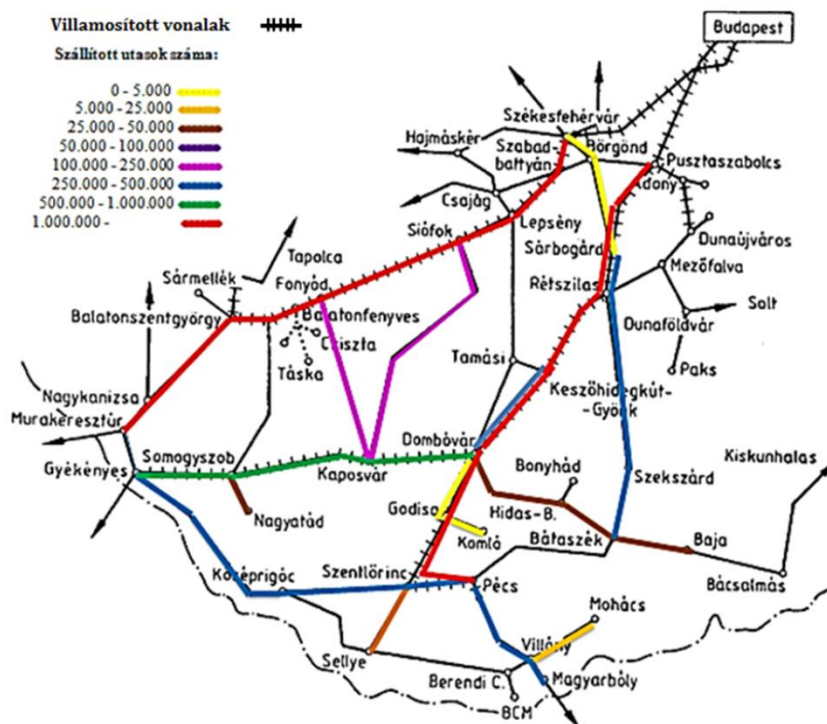 Villamosított vonalak
Szállított utasok száma:
0 - 5.000
5.000 - 25.000
25.000 - 50.000
50.000 - 100.000
100.000 - 250.000
250.000 - 500.000
500.000 - 1.000.000
1.000.000 -
Budapest
Székesfehérvár
Hajmáskér
Szabad-
battyán
Börgönd
Pusztaszabolcs
Adony
Csajág
Lepsény
Siófok
Sárbogárd
Dunaújváros
Mezőfalva
Tapolca
Sármellék
Fonyód
Rétszilas
Solt
Balatonszentgyörgy
Balatonfenyves
Csiszta
Dunaföldvár
Táska
Tamási
Paks
Nagykanizsa
Keszőhidegkút-
-Gyönk
Murakeresztúr
Somogyszob
Dombóvár
Gyékényes
Kaposvár
Bonyhád
Szekszárd
Kiskunhalas
Nagyatád
Godisa
Hidas-B.
Komló
Bátaszék
Baja
Középrigóc
Szentlőrinc
Pécs
Bácsalmás
Mohács
Sellye
Villány
Berendi C.
Magyarbóly
BCM